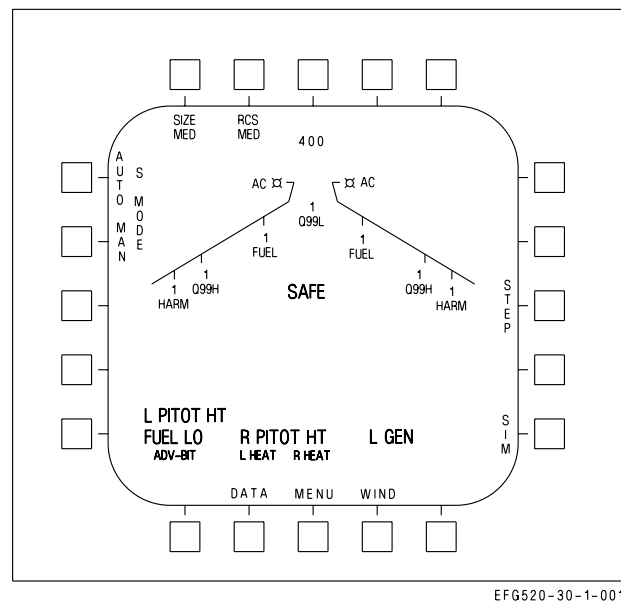 SIZE
MED
RCS
MED
400
AUTO MAN
S MODE
AC ¤ ¤ AC
1
Q99L
1
FUEL
1
FUEL
1
Q99H
1
Q99H
1
HARM
1
HARM
SAFE
STEP
L PITOT HT
FUEL LO R PITOT HT L GEN
ADV-BIT L HEAT R HEAT
SIM
DATA MENU WIND
EFG520-30-1-001